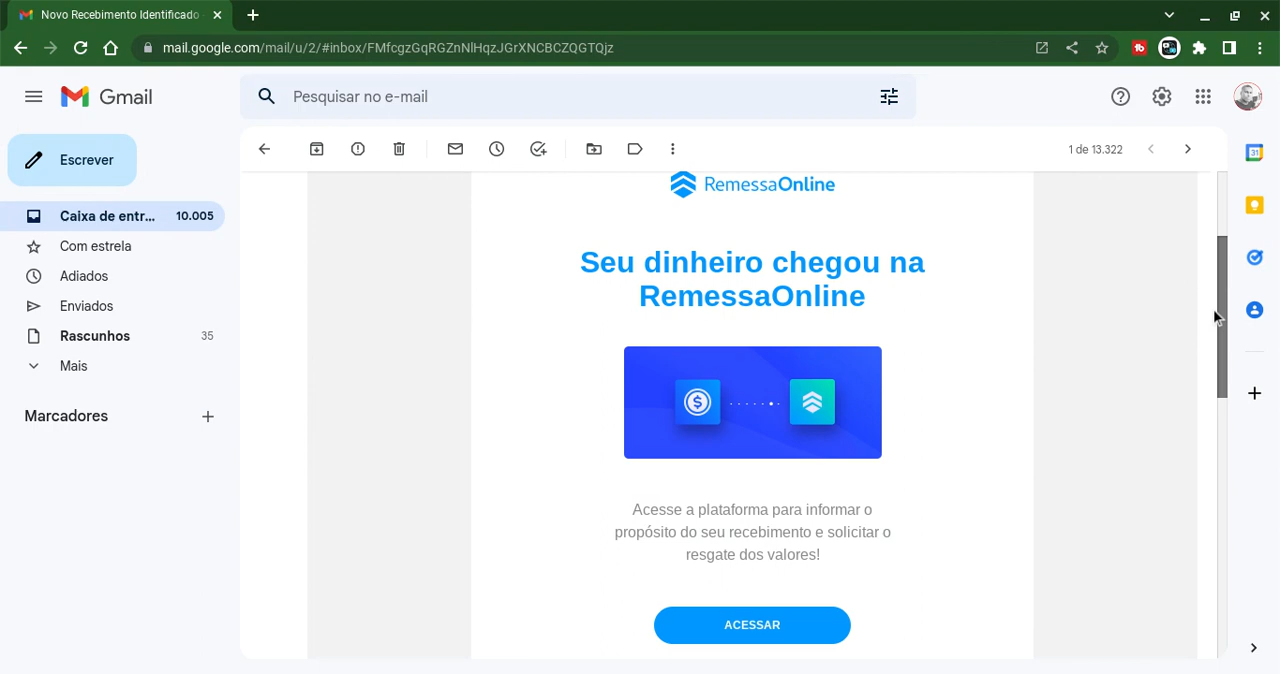 Novo Recebimento Identificado
mail.google.com/mail/u/2/#inbox/FMfcgzGqRGZnNlHqzJGrXNCBCZQGTQjz
Gmail
Pesquisar no e-mail
Escrever
1 de 13.322
Caixa de entr... 10.005
Com estrela
Adiados
Enviados
Rascunhos 35
Mais
Marcadores
31
RemessaOnline
Seu dinheiro chegou na
RemessaOnline
$
Acesse a plataforma para informar o
propósito do seu recebimento e solicitar o
resgate dos valores!
ACESSAR